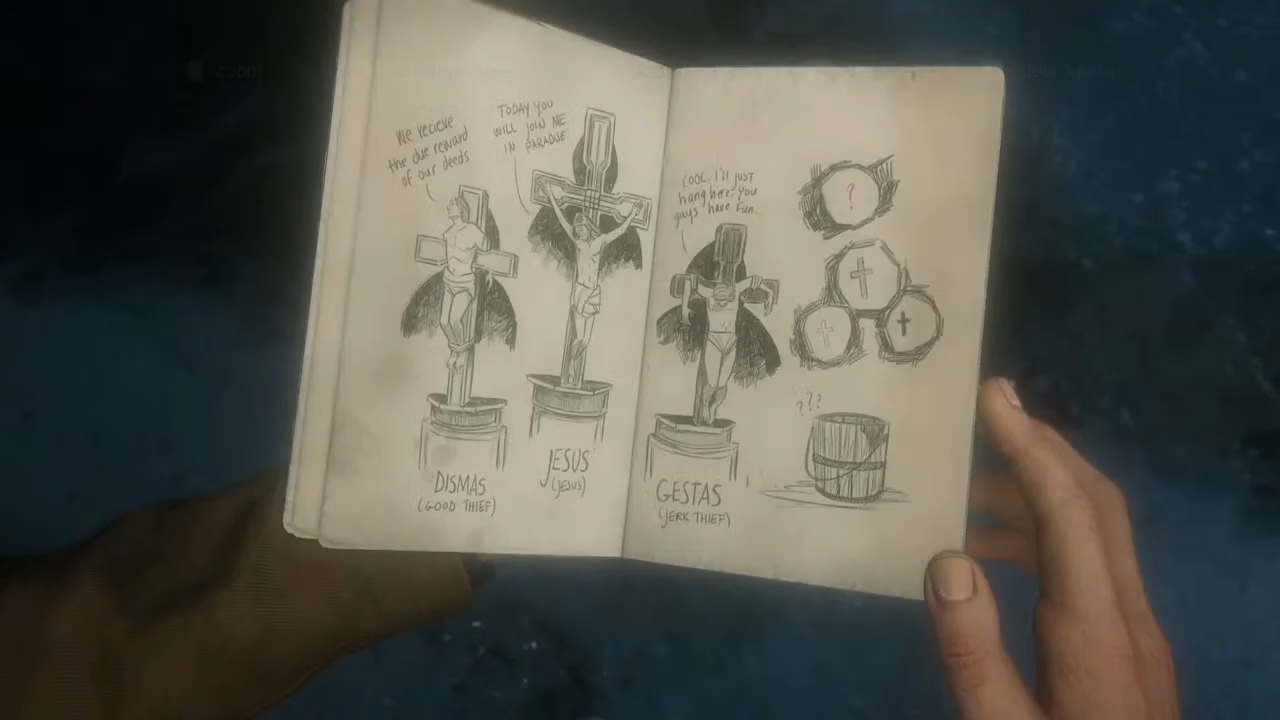 We recieve
the due reward
of our deeds
TODAY YOU
WILL JOIN ME
IN PARADISE
COOL. I'll just
hang here. You
guys have fun.
?
???
DISMAS
(GOOD THIEF)
JESUS
(JESUS)
GESTAS
(JERK THIEF)